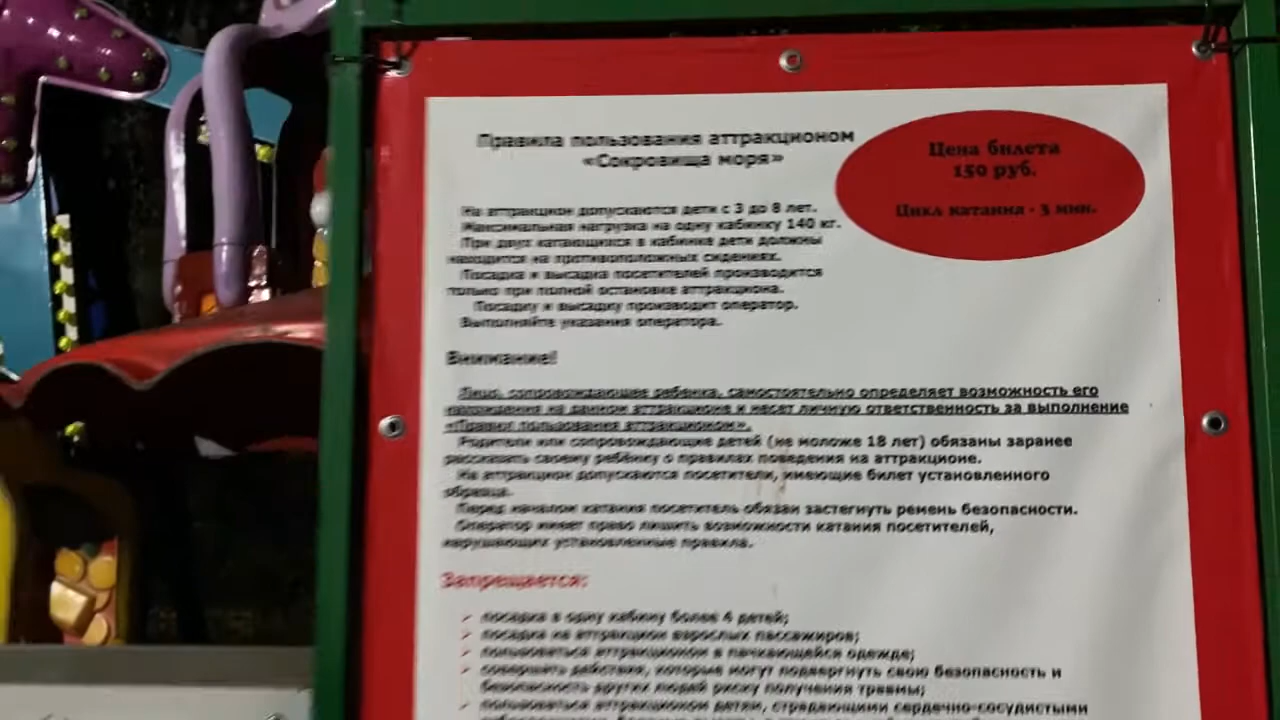 Правила пользования аттракционом
«Сокровища моря»
Цена билета
150 руб.
Цикл катания - 3 мин.
На аттракцион допускаются дети с 3 до 8 лет.
Максимальная нагрузка на одну кабинку 140 кг.
При двух катающихся в кабинке дети должны
находится на противоположных сидениях.
Посадка и высадка посетителей производится
только при полной остановке аттракциона.
Посадку и высадку производит оператор.
Выполняйте указания оператора.
Внимание!
Лицо, сопровождающее ребенка, самостоятельно определяет возможность его
нахождения на данном аттракционе и несет личную ответственность за выполнение
«Правил пользования аттракционом».
Родители или сопровождающие детей (не моложе 18 лет) обязаны заранее
рассказать своему ребёнку о правилах поведения на аттракционе.
На аттракцион допускаются посетители, имеющие билет установленного
образца.
Перед началом катания посетитель обязан застегнуть ремень безопасности.
Оператор имеет право лишить возможности катания посетителей,
нарушающих установленные правила.
Запрещается:
➢ посадка в одну кабину более 4 детей;
➢ посадка на аттракцион взрослых пассажиров;
➢ пользоваться аттракционом в пачкающейся одежде;
➢ совершать действия, которые могут подвергнуть свою безопасность и
безопасность других людей риску получения травмы;
➢ пользоваться аттракционом детям, страдающими сердечно-сосудистыми